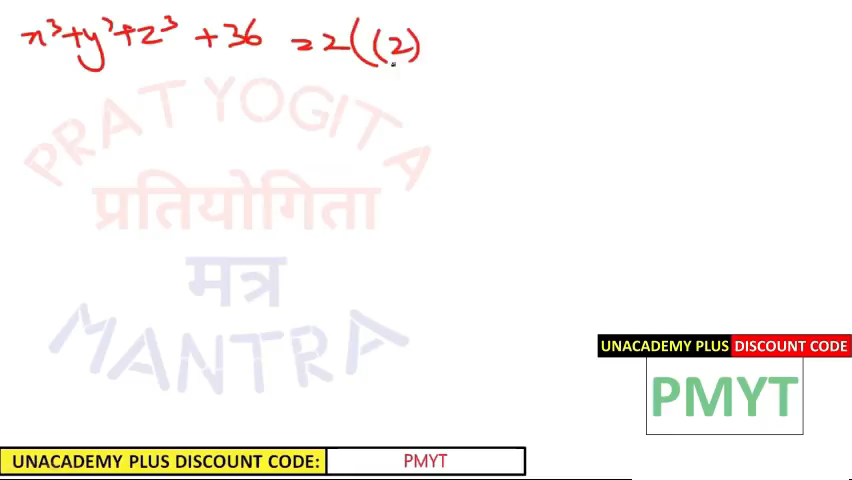 x³+y³+z³ +36 = 2((2)
PRATYOGITA
प्रतियोगिता
मंत्र
MANTRA
UNACADEMY PLUS DISCOUNT CODE
PMYT
UNACADEMY PLUS DISCOUNT CODE: PMYT